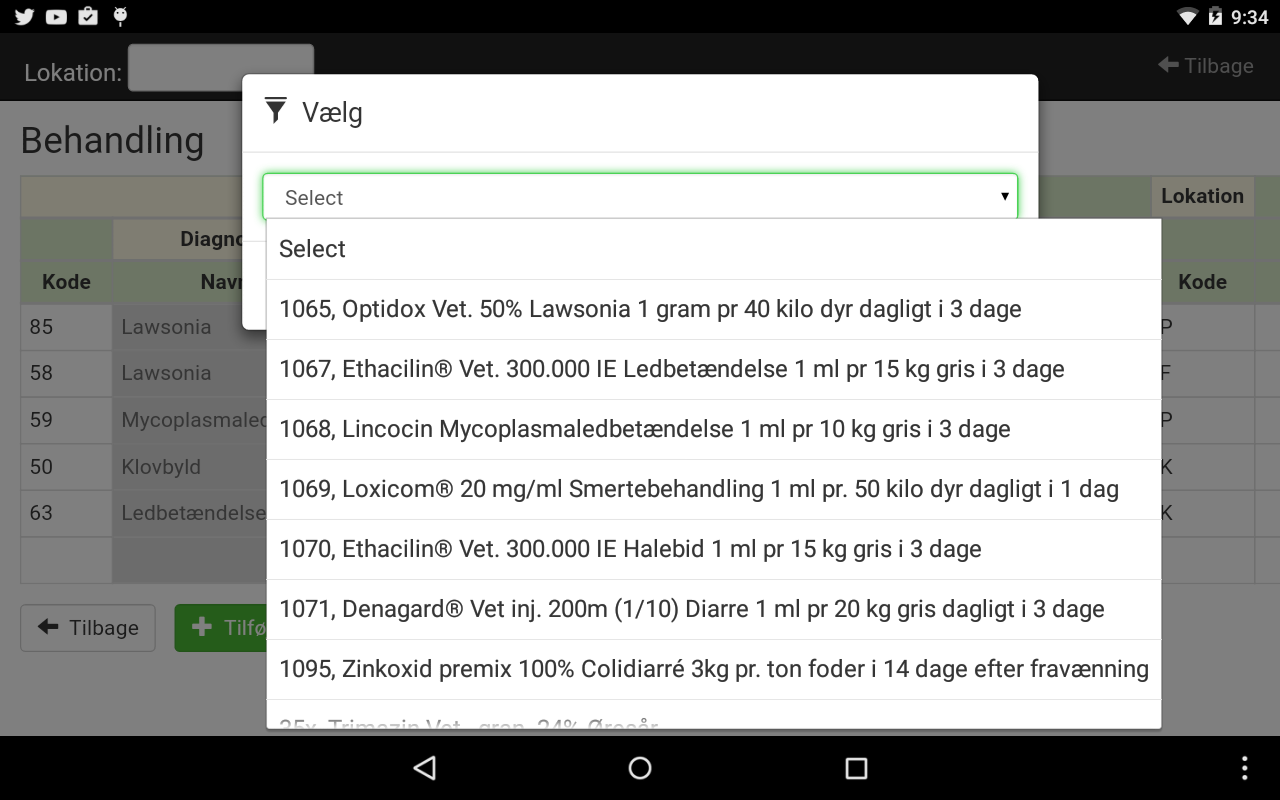 9:34
Lokation:
Tilbage
Vælg
Behandling
Select
Lokation
Select
Kode
Kode
1065, Optidox Vet. 50% Lawsonia 1 gram pr 40 kilo dyr dagligt i 3 dage
85 Lawsonia P
1067, Ethacilin® Vet. 300.000 IE Ledbetændelse 1 ml pr 15 kg gris i 3 dage
58 Lawsonia F
1068, Lincocin Mycoplasmaledbetændelse 1 ml pr 10 kg gris i 3 dage
59 P
50 Klovbyld K
1069, Loxicom® 20 mg/ml Smertebehandling 1 ml pr. 50 kilo dyr dagligt i 1 dag
63 Ledbetændelse K
1070, Ethacilin® Vet. 300.000 IE Halebid 1 ml pr 15 kg gris i 3 dage
1071, Denagard® Vet inj. 200m (1/10) Diarre 1 ml pr 20 kg gris dagligt i 3 dage
Tilbage
1095, Zinkoxid premix 100% Colidiarré 3kg pr. ton foder i 14 dage efter fravænning